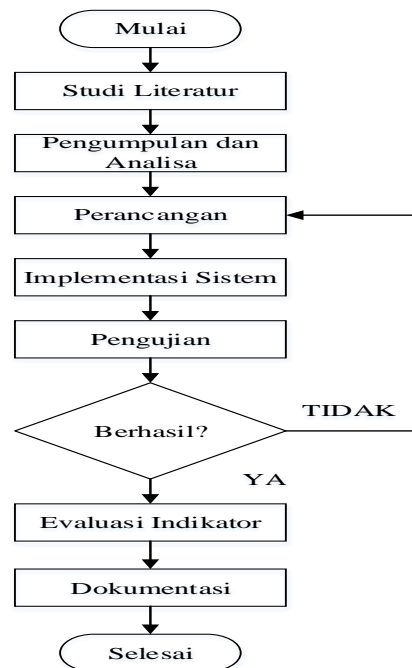 Mulai
Studi Literatur
Pengumpulan dan
Analisa
Perancangan
Implementasi Sistem
Pengujian
Berhasil?
TIDAK
YA
Evaluasi Indikator
Dokumentasi
Selesai